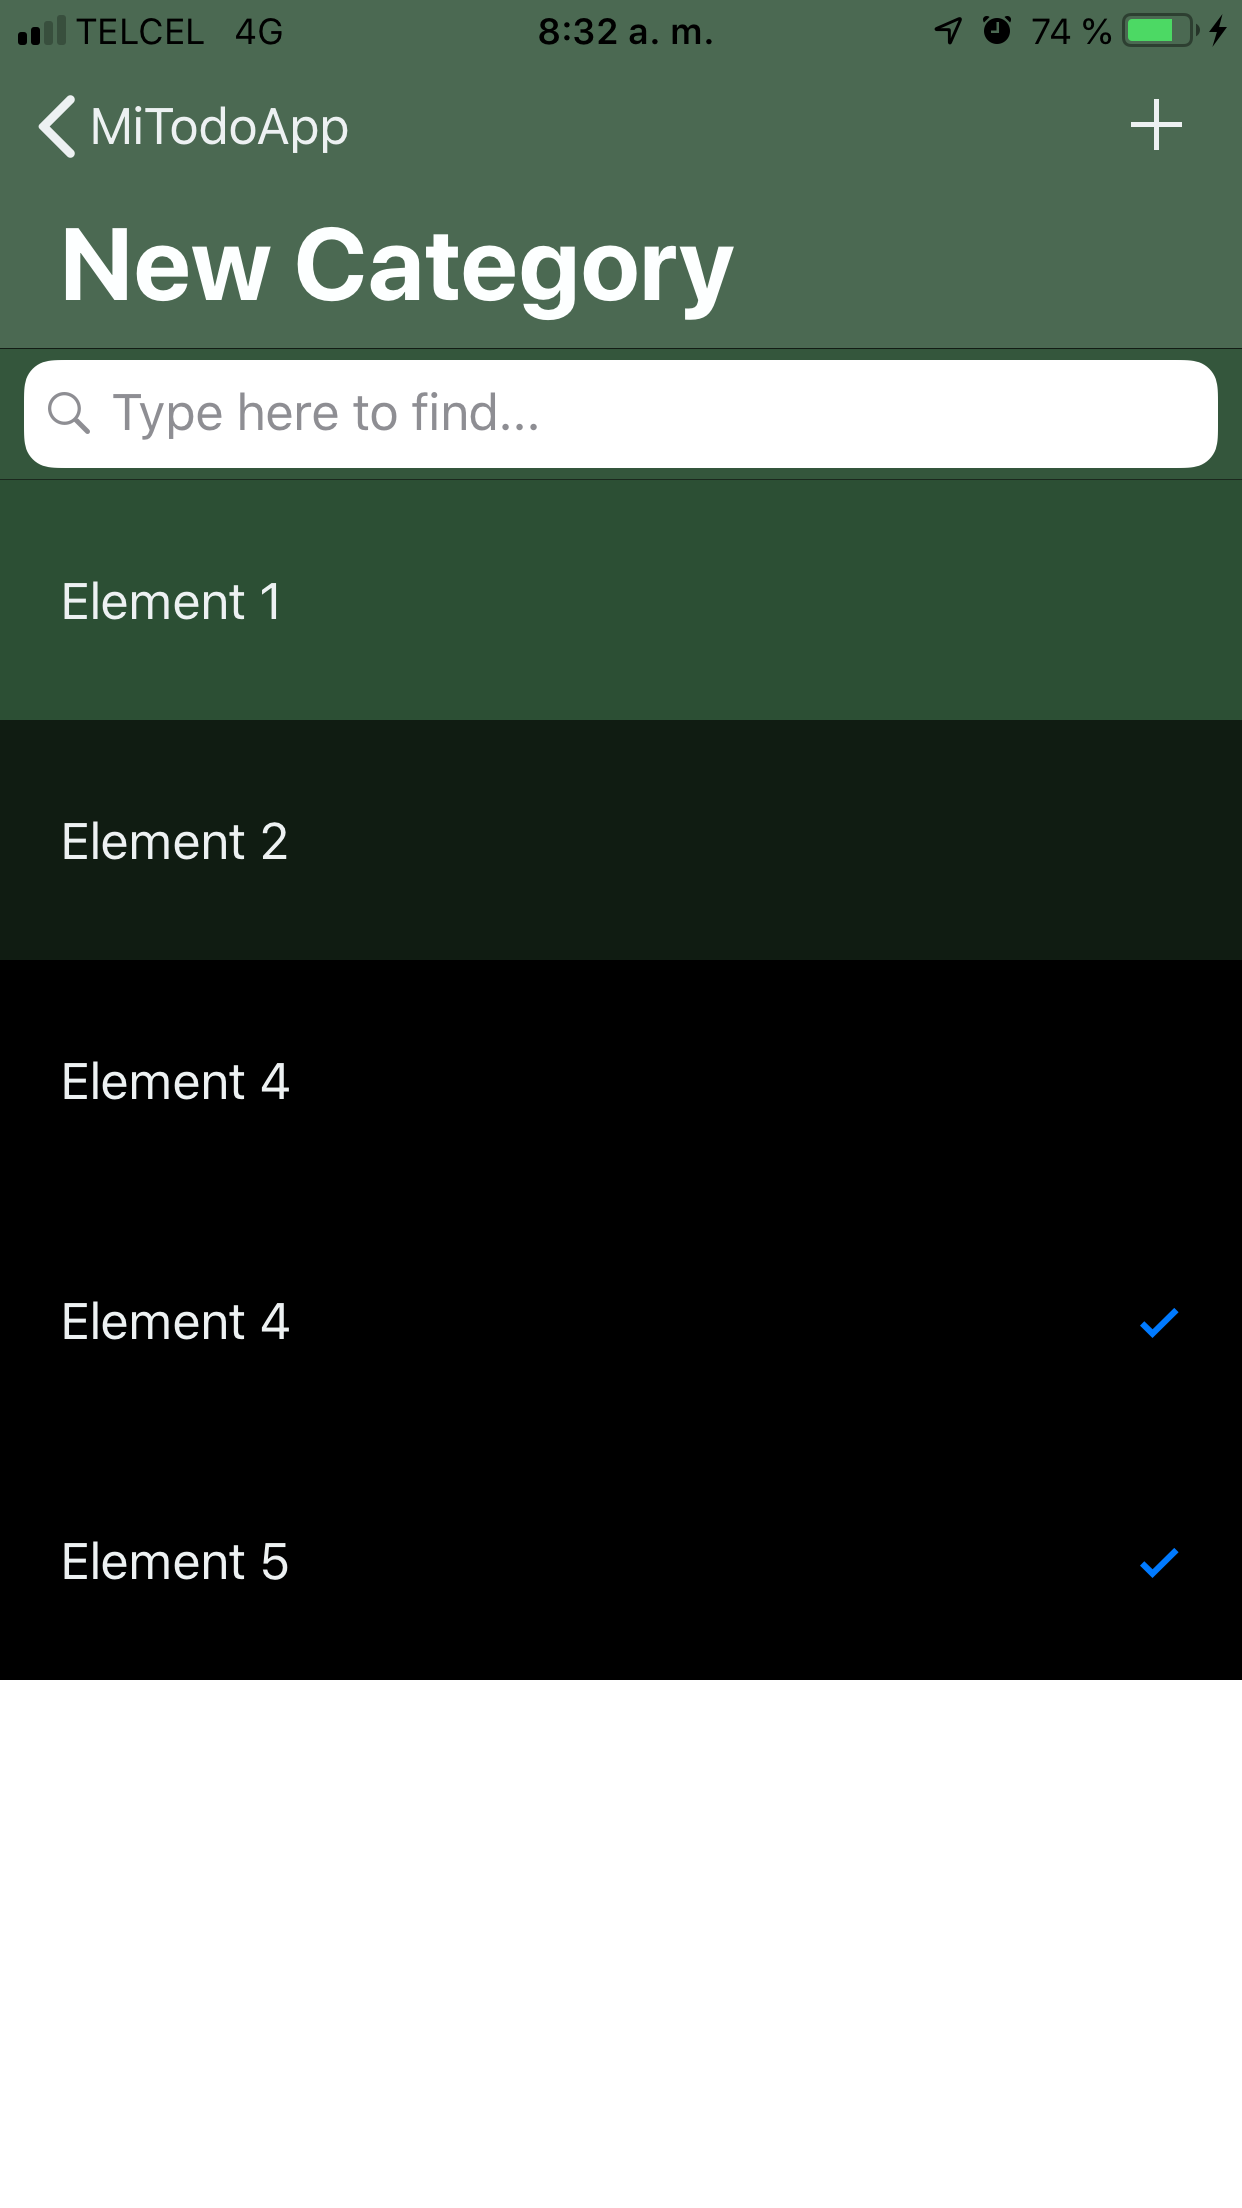 TELCEL 4G 8:32 a. m. 74 %
MiTodoApp
New Category
Type here to find...
Element 1
Element 2
Element 4
Element 4
Element 5